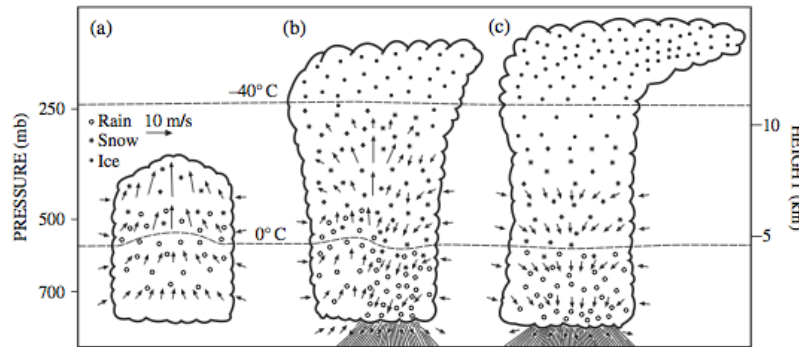 (a)
(b)
(c)
–40° C
250
Rain 10 m/s
Snow
Ice
10
500
0° C
5
700
PRESSURE (mb)
HEIGHT (km)